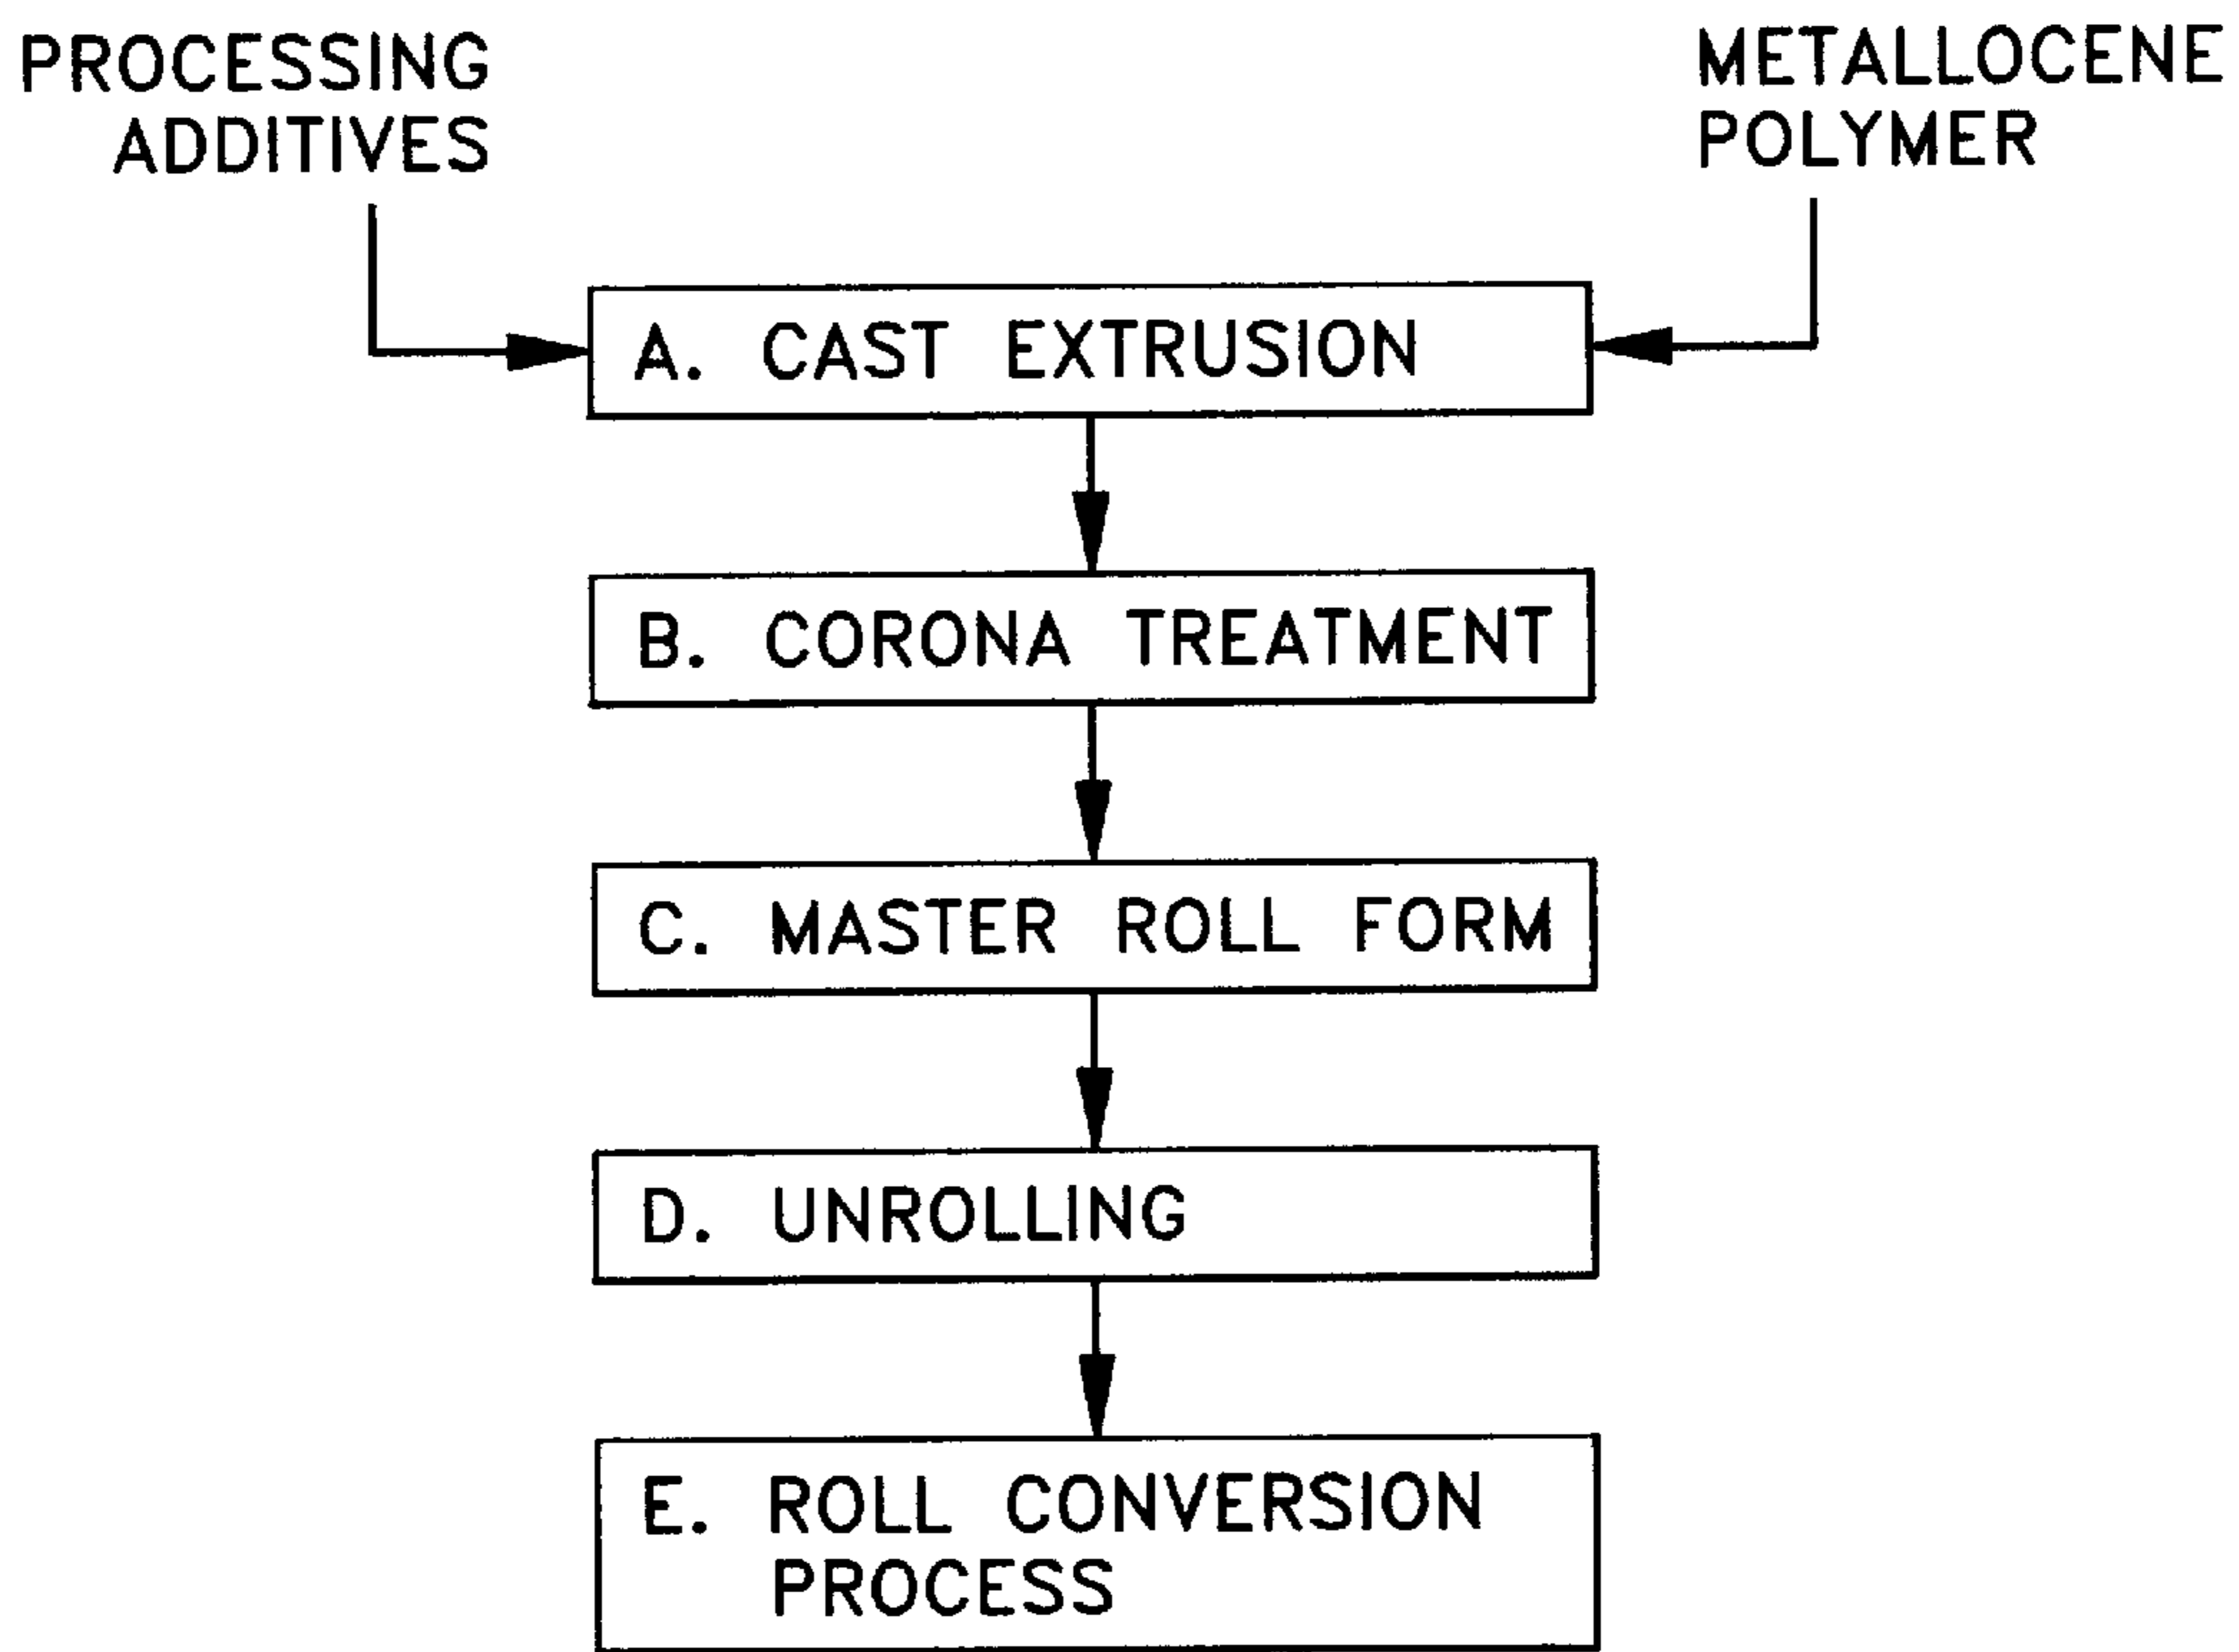 PROCESSING
ADDITIVES
METALLOCENE
POLYMER
A. CAST EXTRUSION
B. CORONA TREATMENT
C. MASTER ROLL FORM
D. UNROLLING
E. ROLL CONVERSION
PROCESS